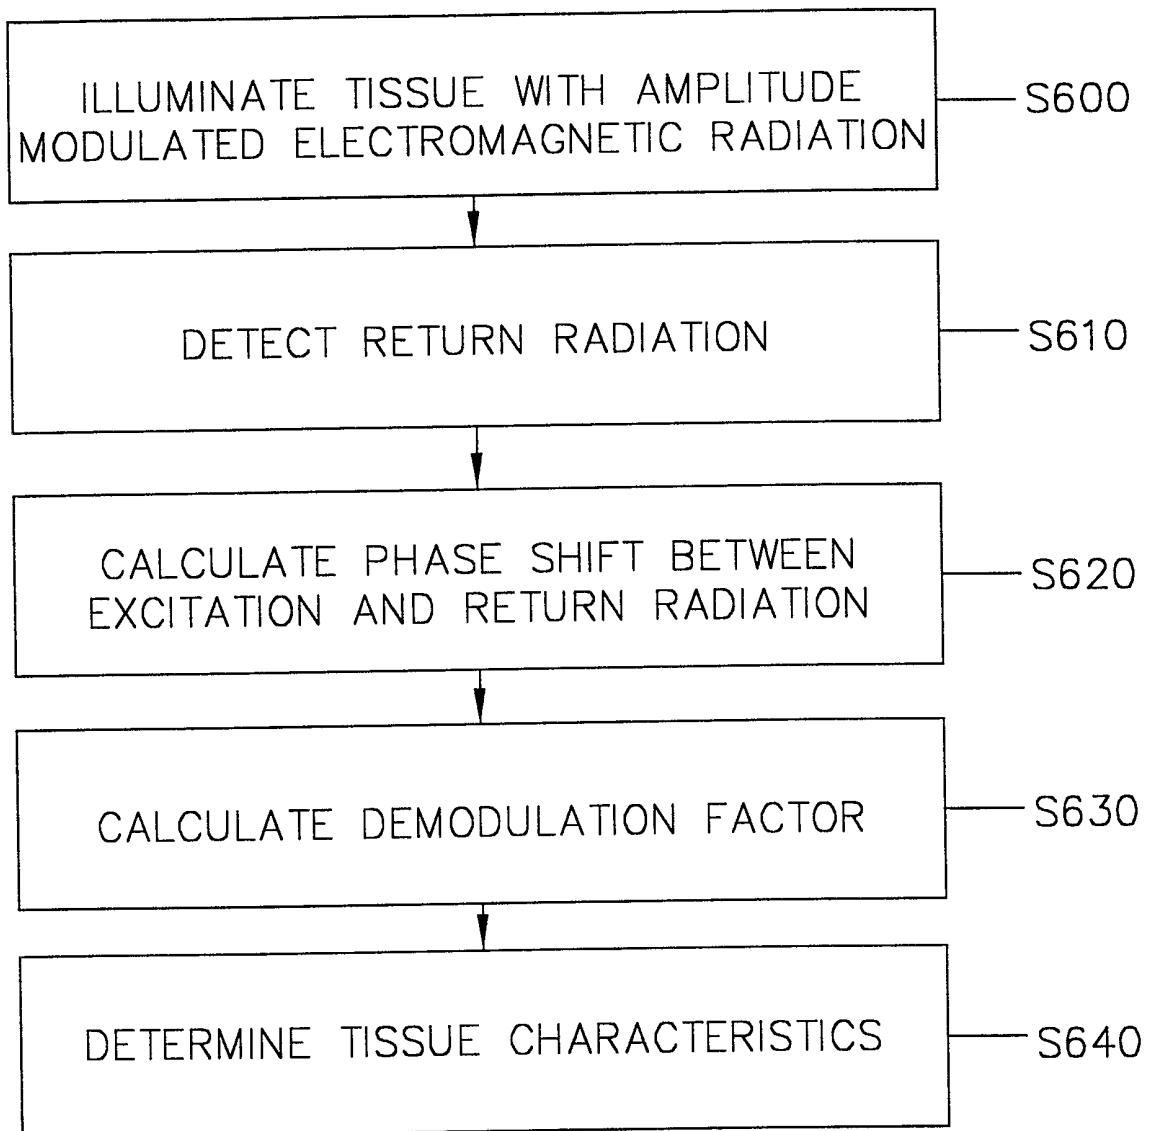 ILLUMINATE TISSUE WITH AMPLITUDE
MODULATED ELECTROMAGNETIC RADIATION
S600
DETECT RETURN RADIATION
S610
CALCULATE PHASE SHIFT BETWEEN
EXCITATION AND RETURN RADIATION
S620
CALCULATE DEMODULATION FACTOR
S630
DETERMINE TISSUE CHARACTERISTICS
S640